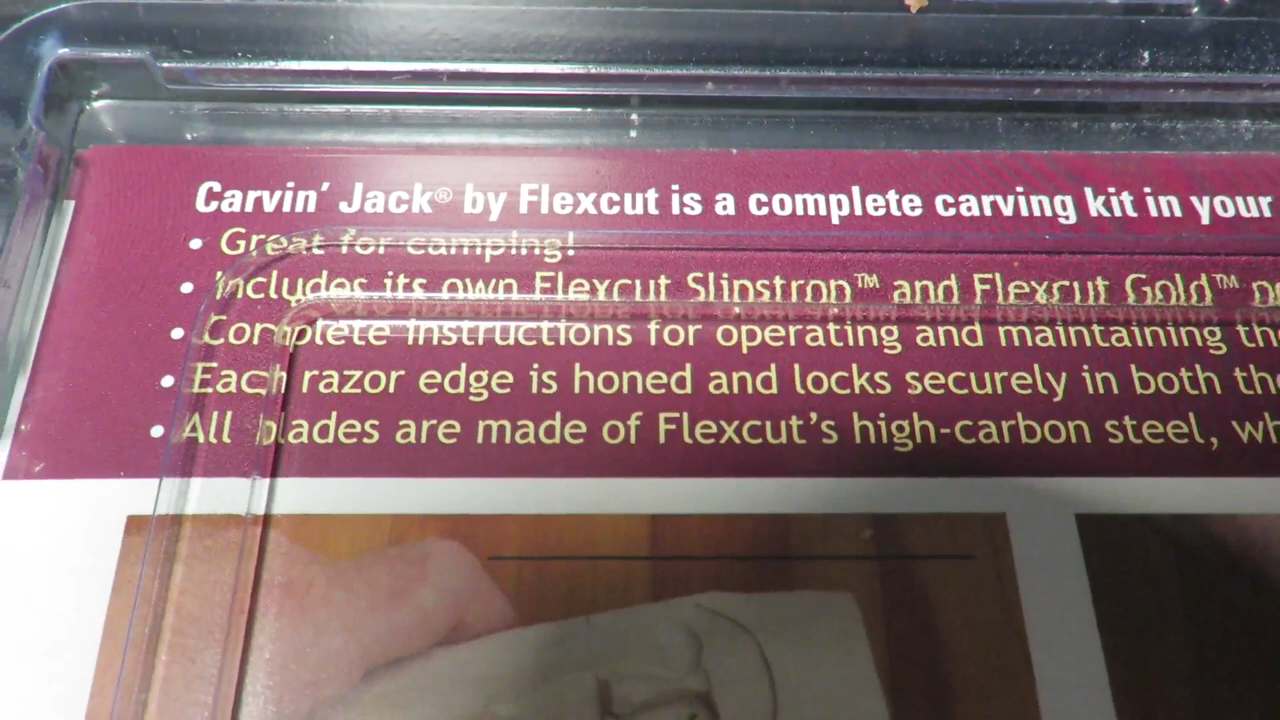 Carvin' Jack® by Flexcut is a complete carving kit in your
• Great for camping!
• Includes its own Flexcut Slipstrop™ and Flexcut Gold™
• Complete instructions for operating and maintaining
• Each razor edge is honed and locks securely in both
• All blades are made of Flexcut's high-carbon steel,